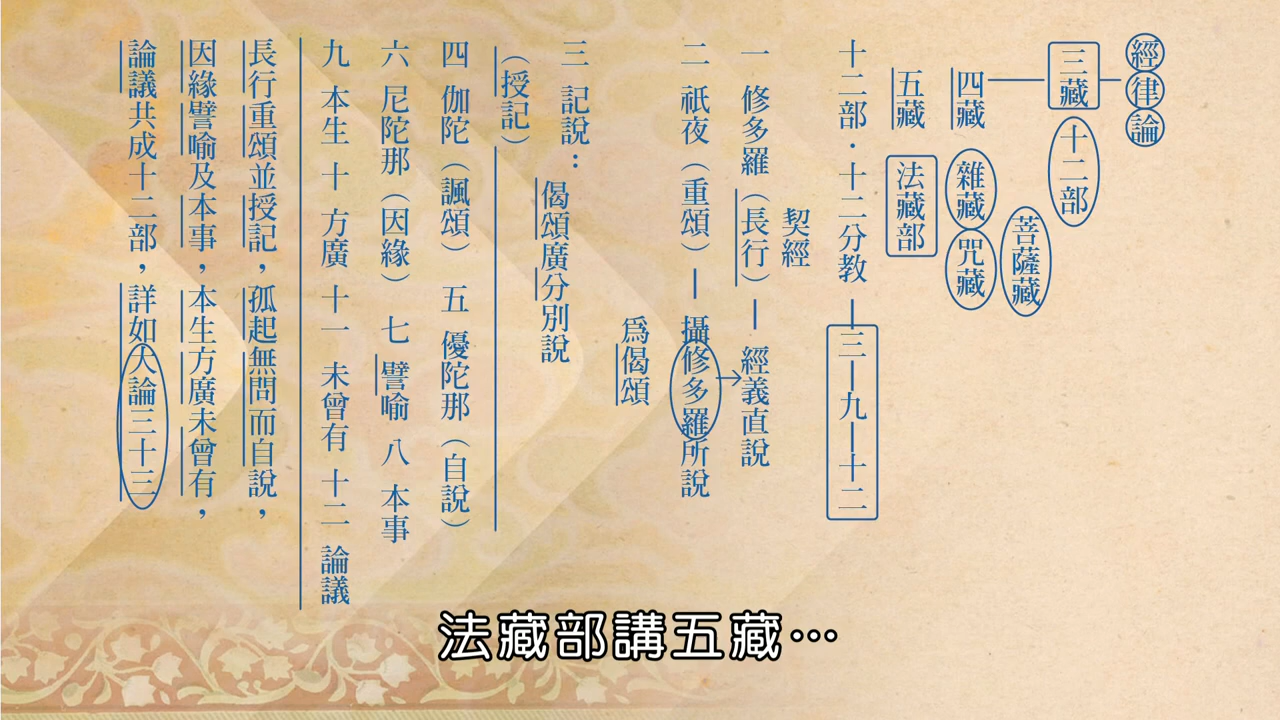 經律論
三藏 十二部
菩薩藏
四藏 雜藏 咒藏
五藏 法藏部
十二部．十二分教－三－九－十二
契經
一 修多羅（長行）－經義直說
二 祇夜（重頌）－攝修多羅所說
為偈頌
三 記說：
偈頌廣分別說
（授記）
四 伽陀（諷頌） 五 優陀那（自說）
六 尼陀那（因緣） 七 譬喻 八 本事
九 本生 十 方廣 十一 未曾有 十二 論議
長行重頌並授記，孤起無問而自說，
因緣譬喻及本事，本生方廣未曾有，
論議共成十二部，詳如大論三十三
法藏部講五藏…